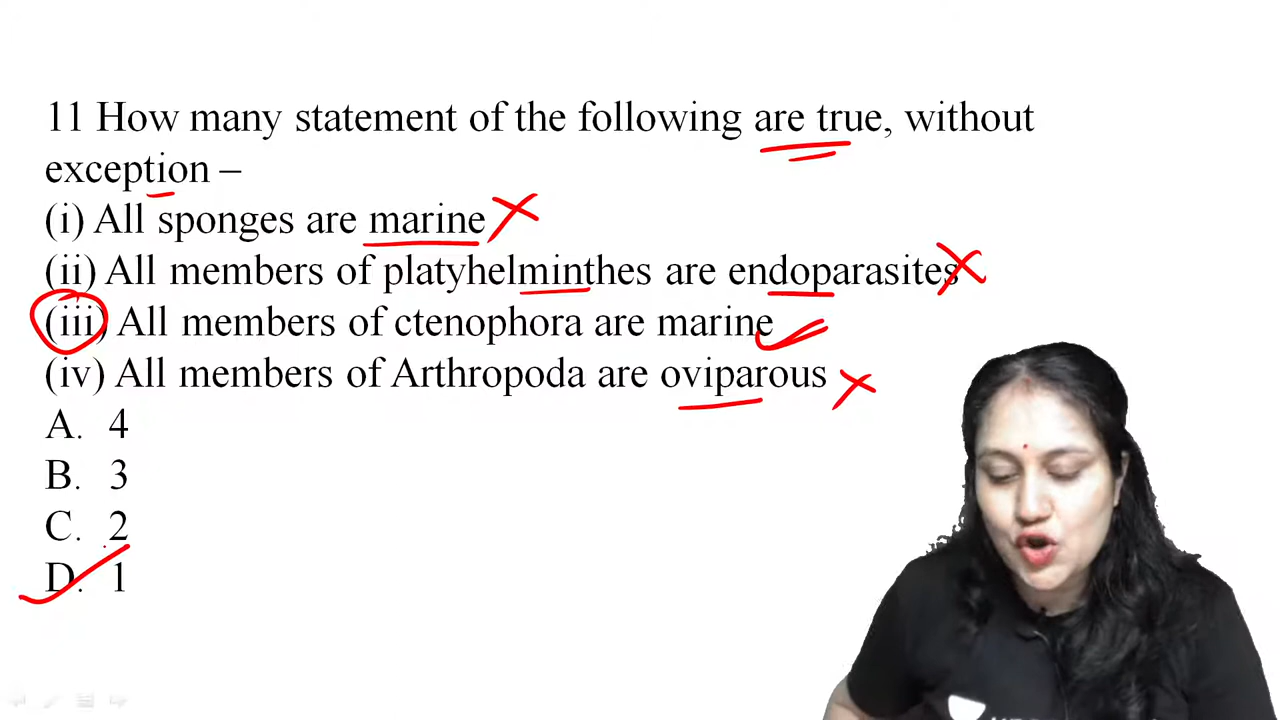 11 How many statement of the following are true, without
exception –
(i) All sponges are marine
(ii) All members of platyhelminthes are endoparasites
(iii) All members of ctenophora are marine
(iv) All members of Arthropoda are oviparous
A. 4
B. 3
C. 2
D. 1